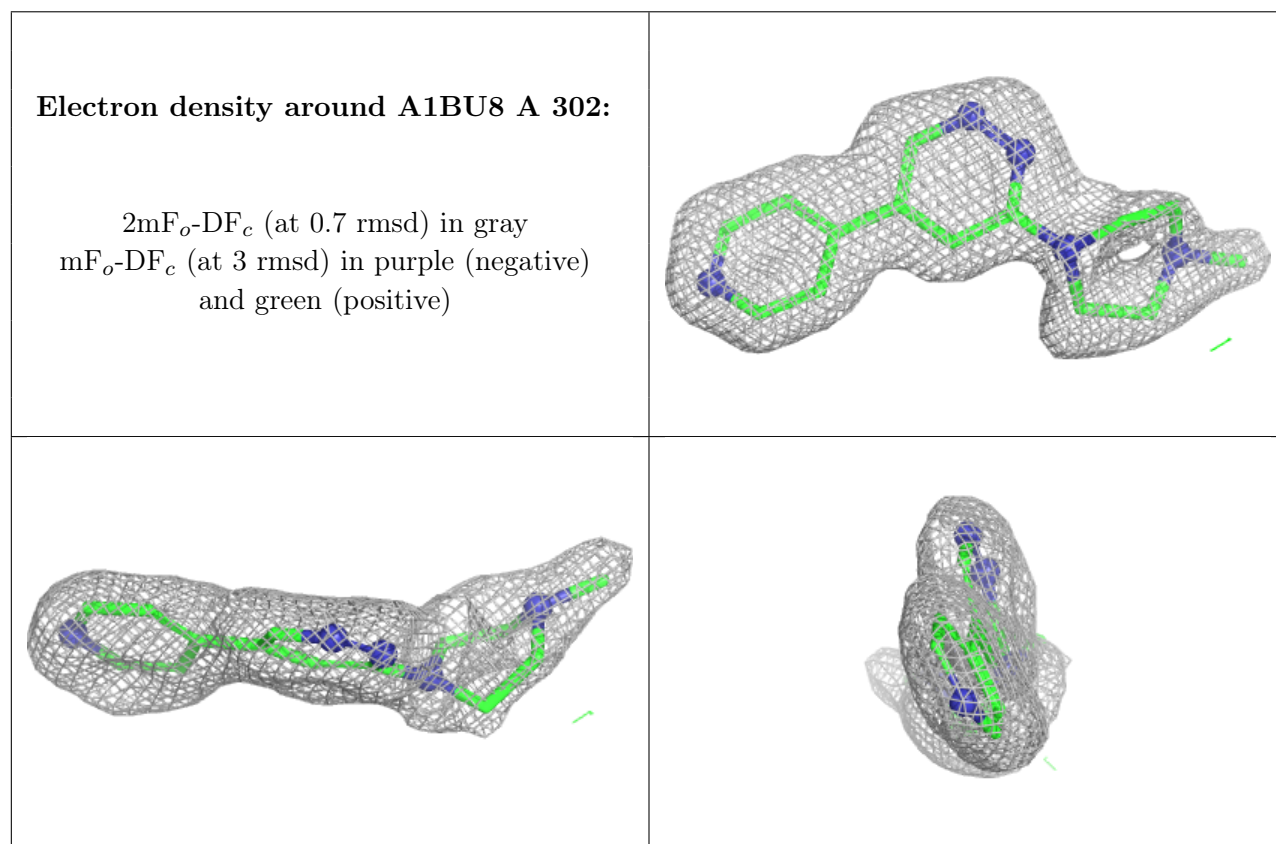 Electron density around A1BU8 A 302:
2mFₒ-DF𝑐 (at 0.7 rmsd) in gray
mFₒ-DF𝑐 (at 3 rmsd) in purple (negative)
and green (positive)